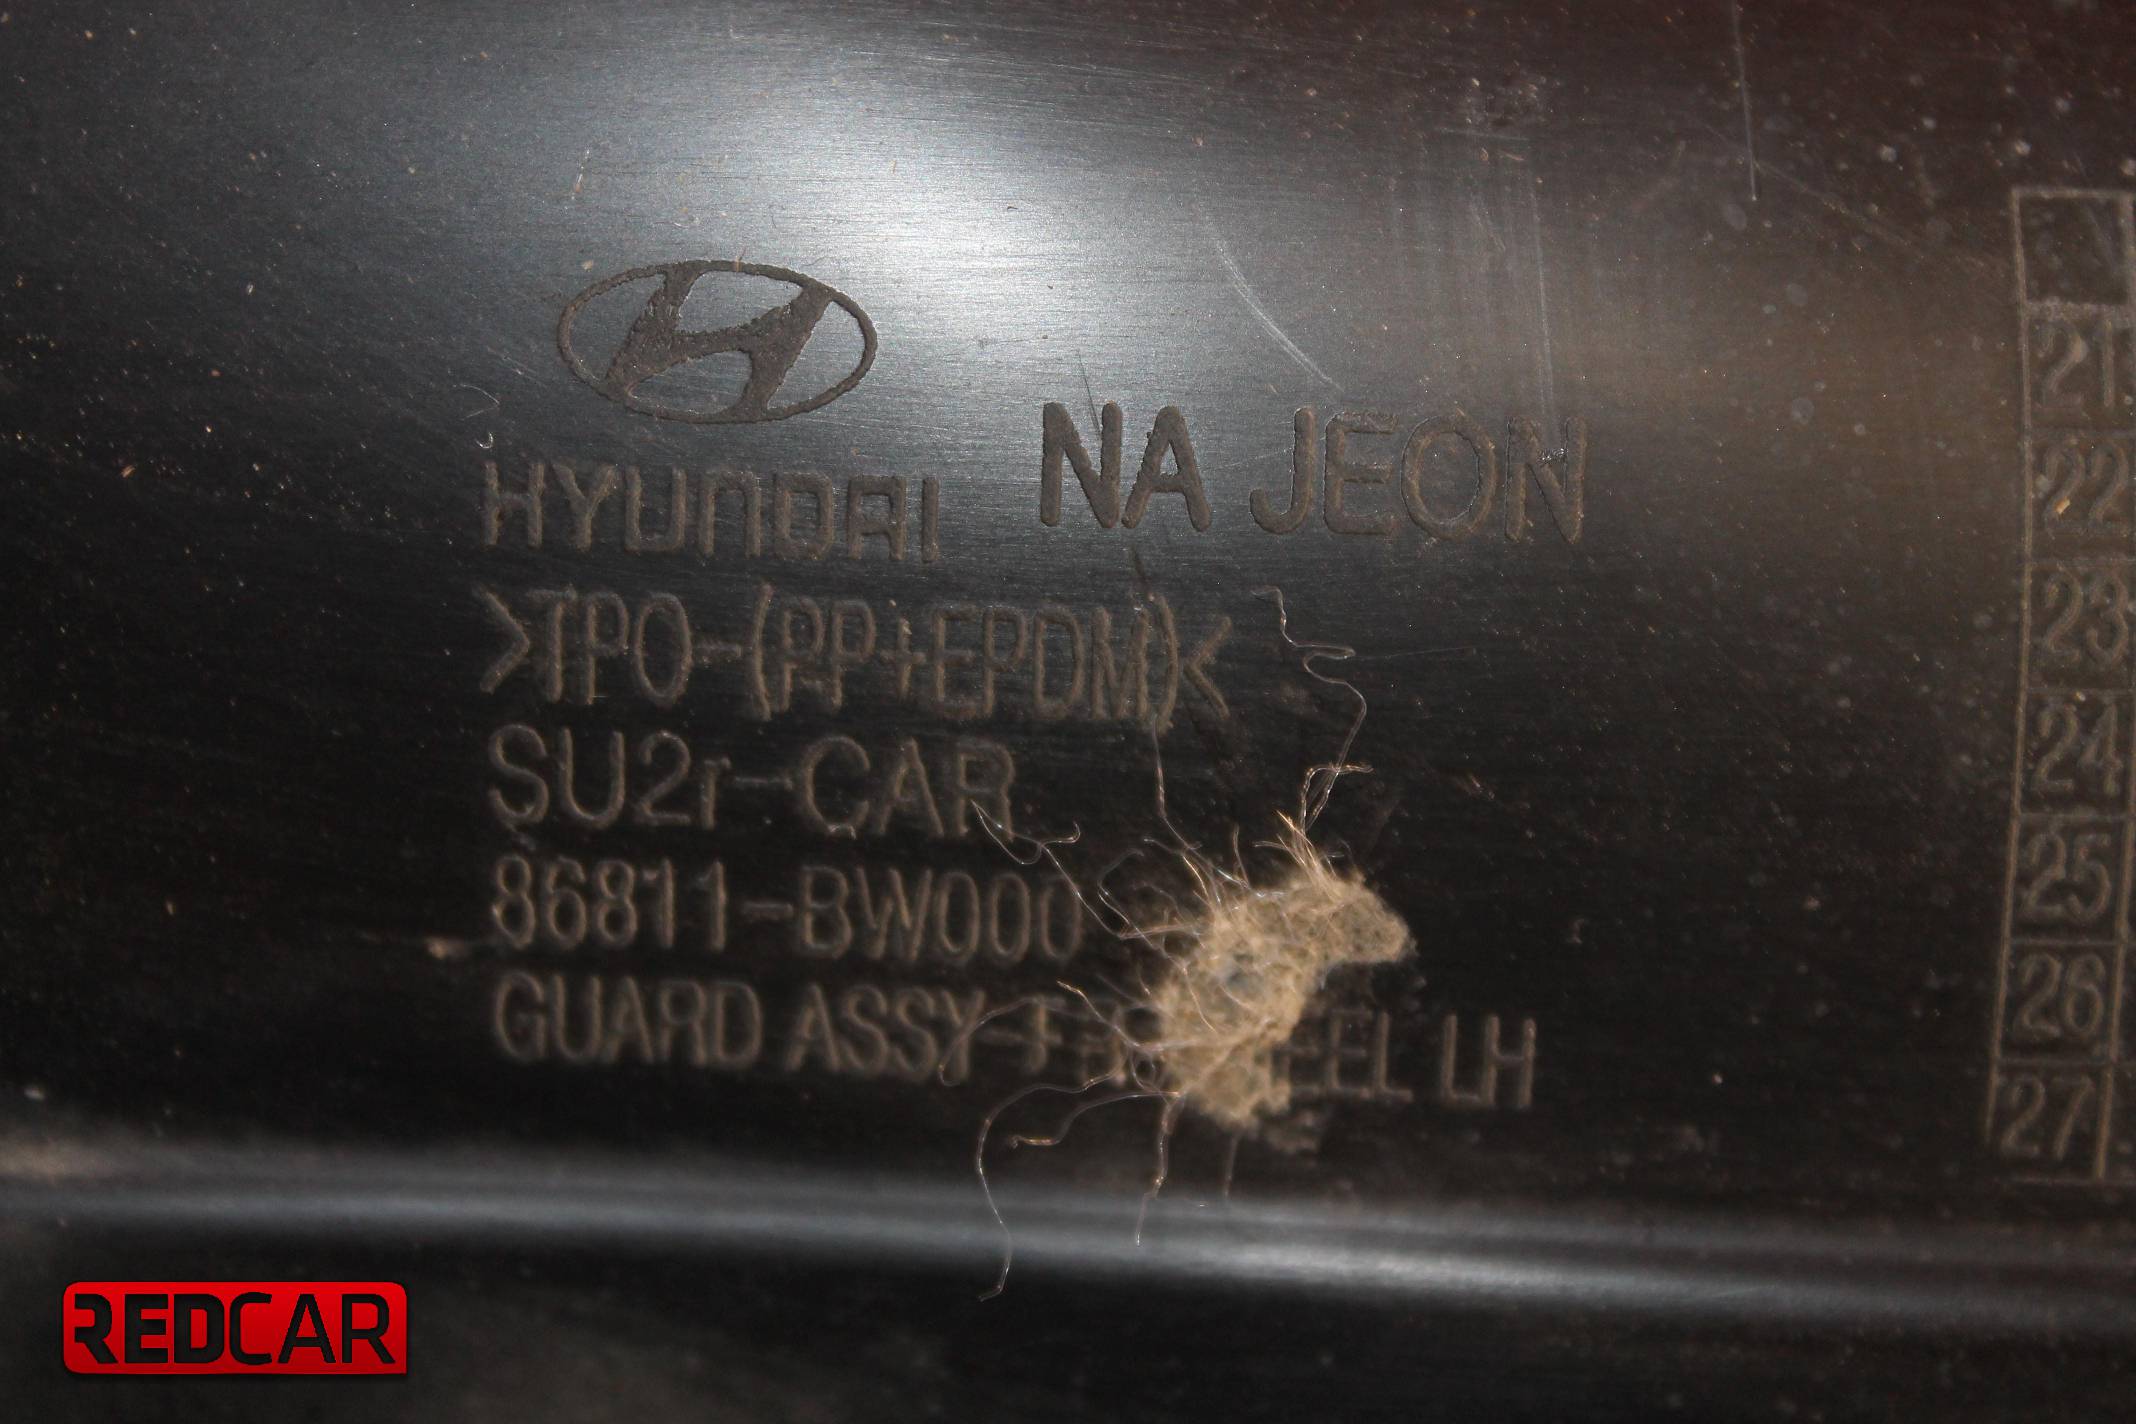 HYUNDAI
NA JEON
>TPO-(PP+EPDM)<
SU2r-CAR
86811-BW000
GUARD ASSY- LH
21
22
23
24
25
26
27
REDCAR